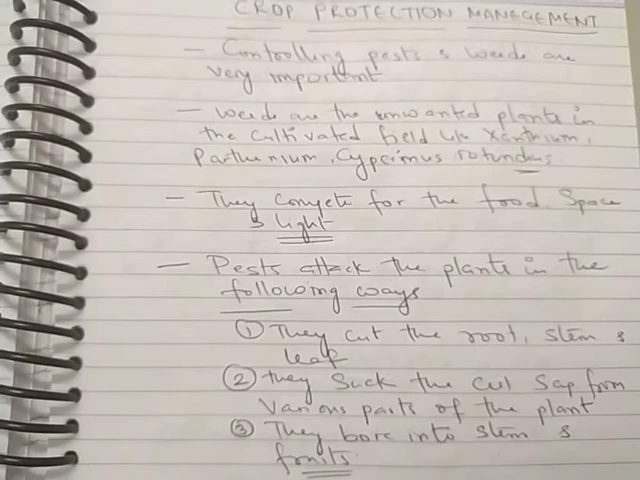 CROP PROTECTION MANEGEMENT
- Controlling pests & weeds are
very important
- weeds are the unwanted plants in
the cultivated field like Xanthium,
Parthenium, Cyperinus rotundus.
- They compete for the food Space
& light
- Pests attack the plants in the
following ways
① They cut the root, stem &
leaf
② they Suck the cell Sap from
Various parts of the plant
③ They bore into stem &
fruits.